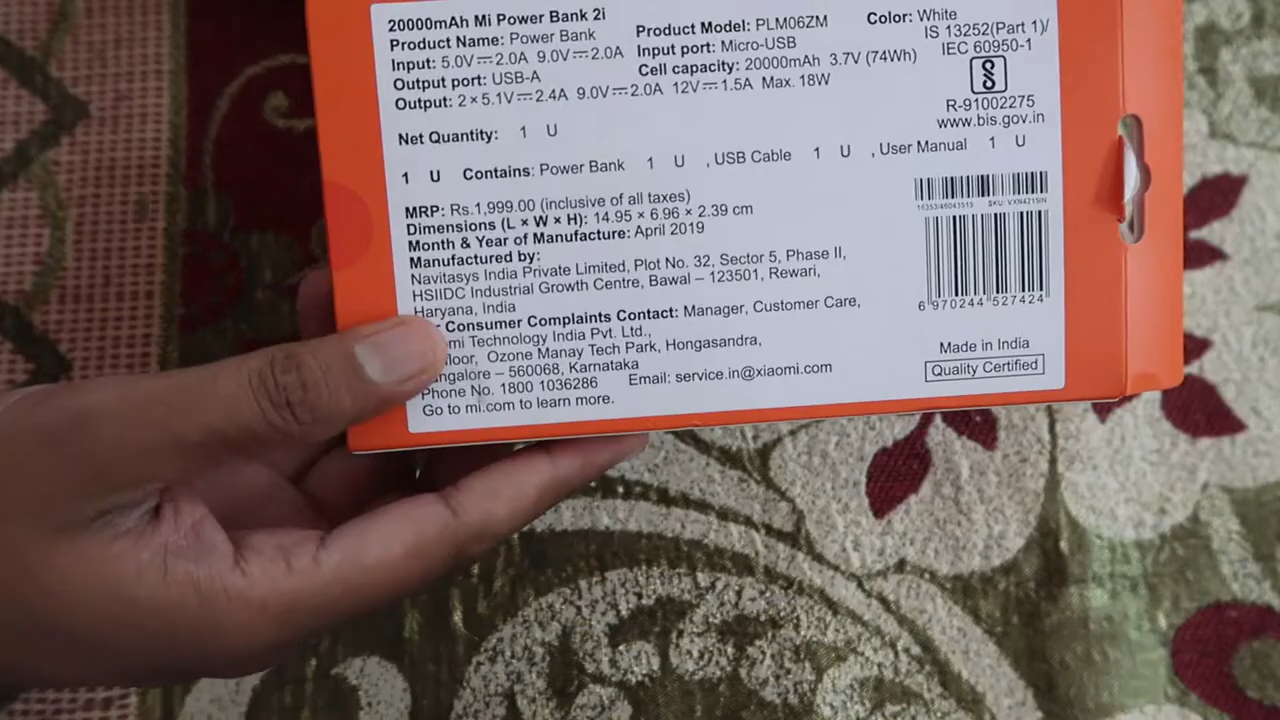 20000mAh Mi Power Bank 2i
Product Name: Power Bank
Input: 5.0V⎓2.0A 9.0V⎓2.0A
Output port: USB-A
Output: 2×5.1V⎓2.4A 9.0V⎓2.0A 12V⎓1.5A Max. 18W
Product Model: PLM06ZM
Input port: Micro-USB
Cell capacity: 20000mAh 3.7V (74Wh)
Color: White
IS 13252(Part 1)/
IEC 60950-1
R-91002275
www.bis.gov.in
Net Quantity: 1 U
1 U Contains: Power Bank 1 U , USB Cable 1 U , User Manual 1 U
MRP: Rs.1,999.00 (inclusive of all taxes)
Dimensions (L × W × H): 14.95 × 6.96 × 2.39 cm
Month & Year of Manufacture: April 2019
Manufactured by:
Navitasys India Private Limited, Plot No. 32, Sector 5, Phase II,
HSIIDC Industrial Growth Centre, Bawal – 123501, Rewari,
Haryana, India
Consumer Complaints Contact: Manager, Customer Care,
mi Technology India Pvt. Ltd.,
loor, Ozone Manay Tech Park, Hongasandra,
ngalore – 560068, Karnataka
Phone No. 1800 1036286 Email: service.in@xiaomi.com
Go to mi.com to learn more.
SKU: VXN4215IN
6 970244 527424
Made in India
Quality Certified